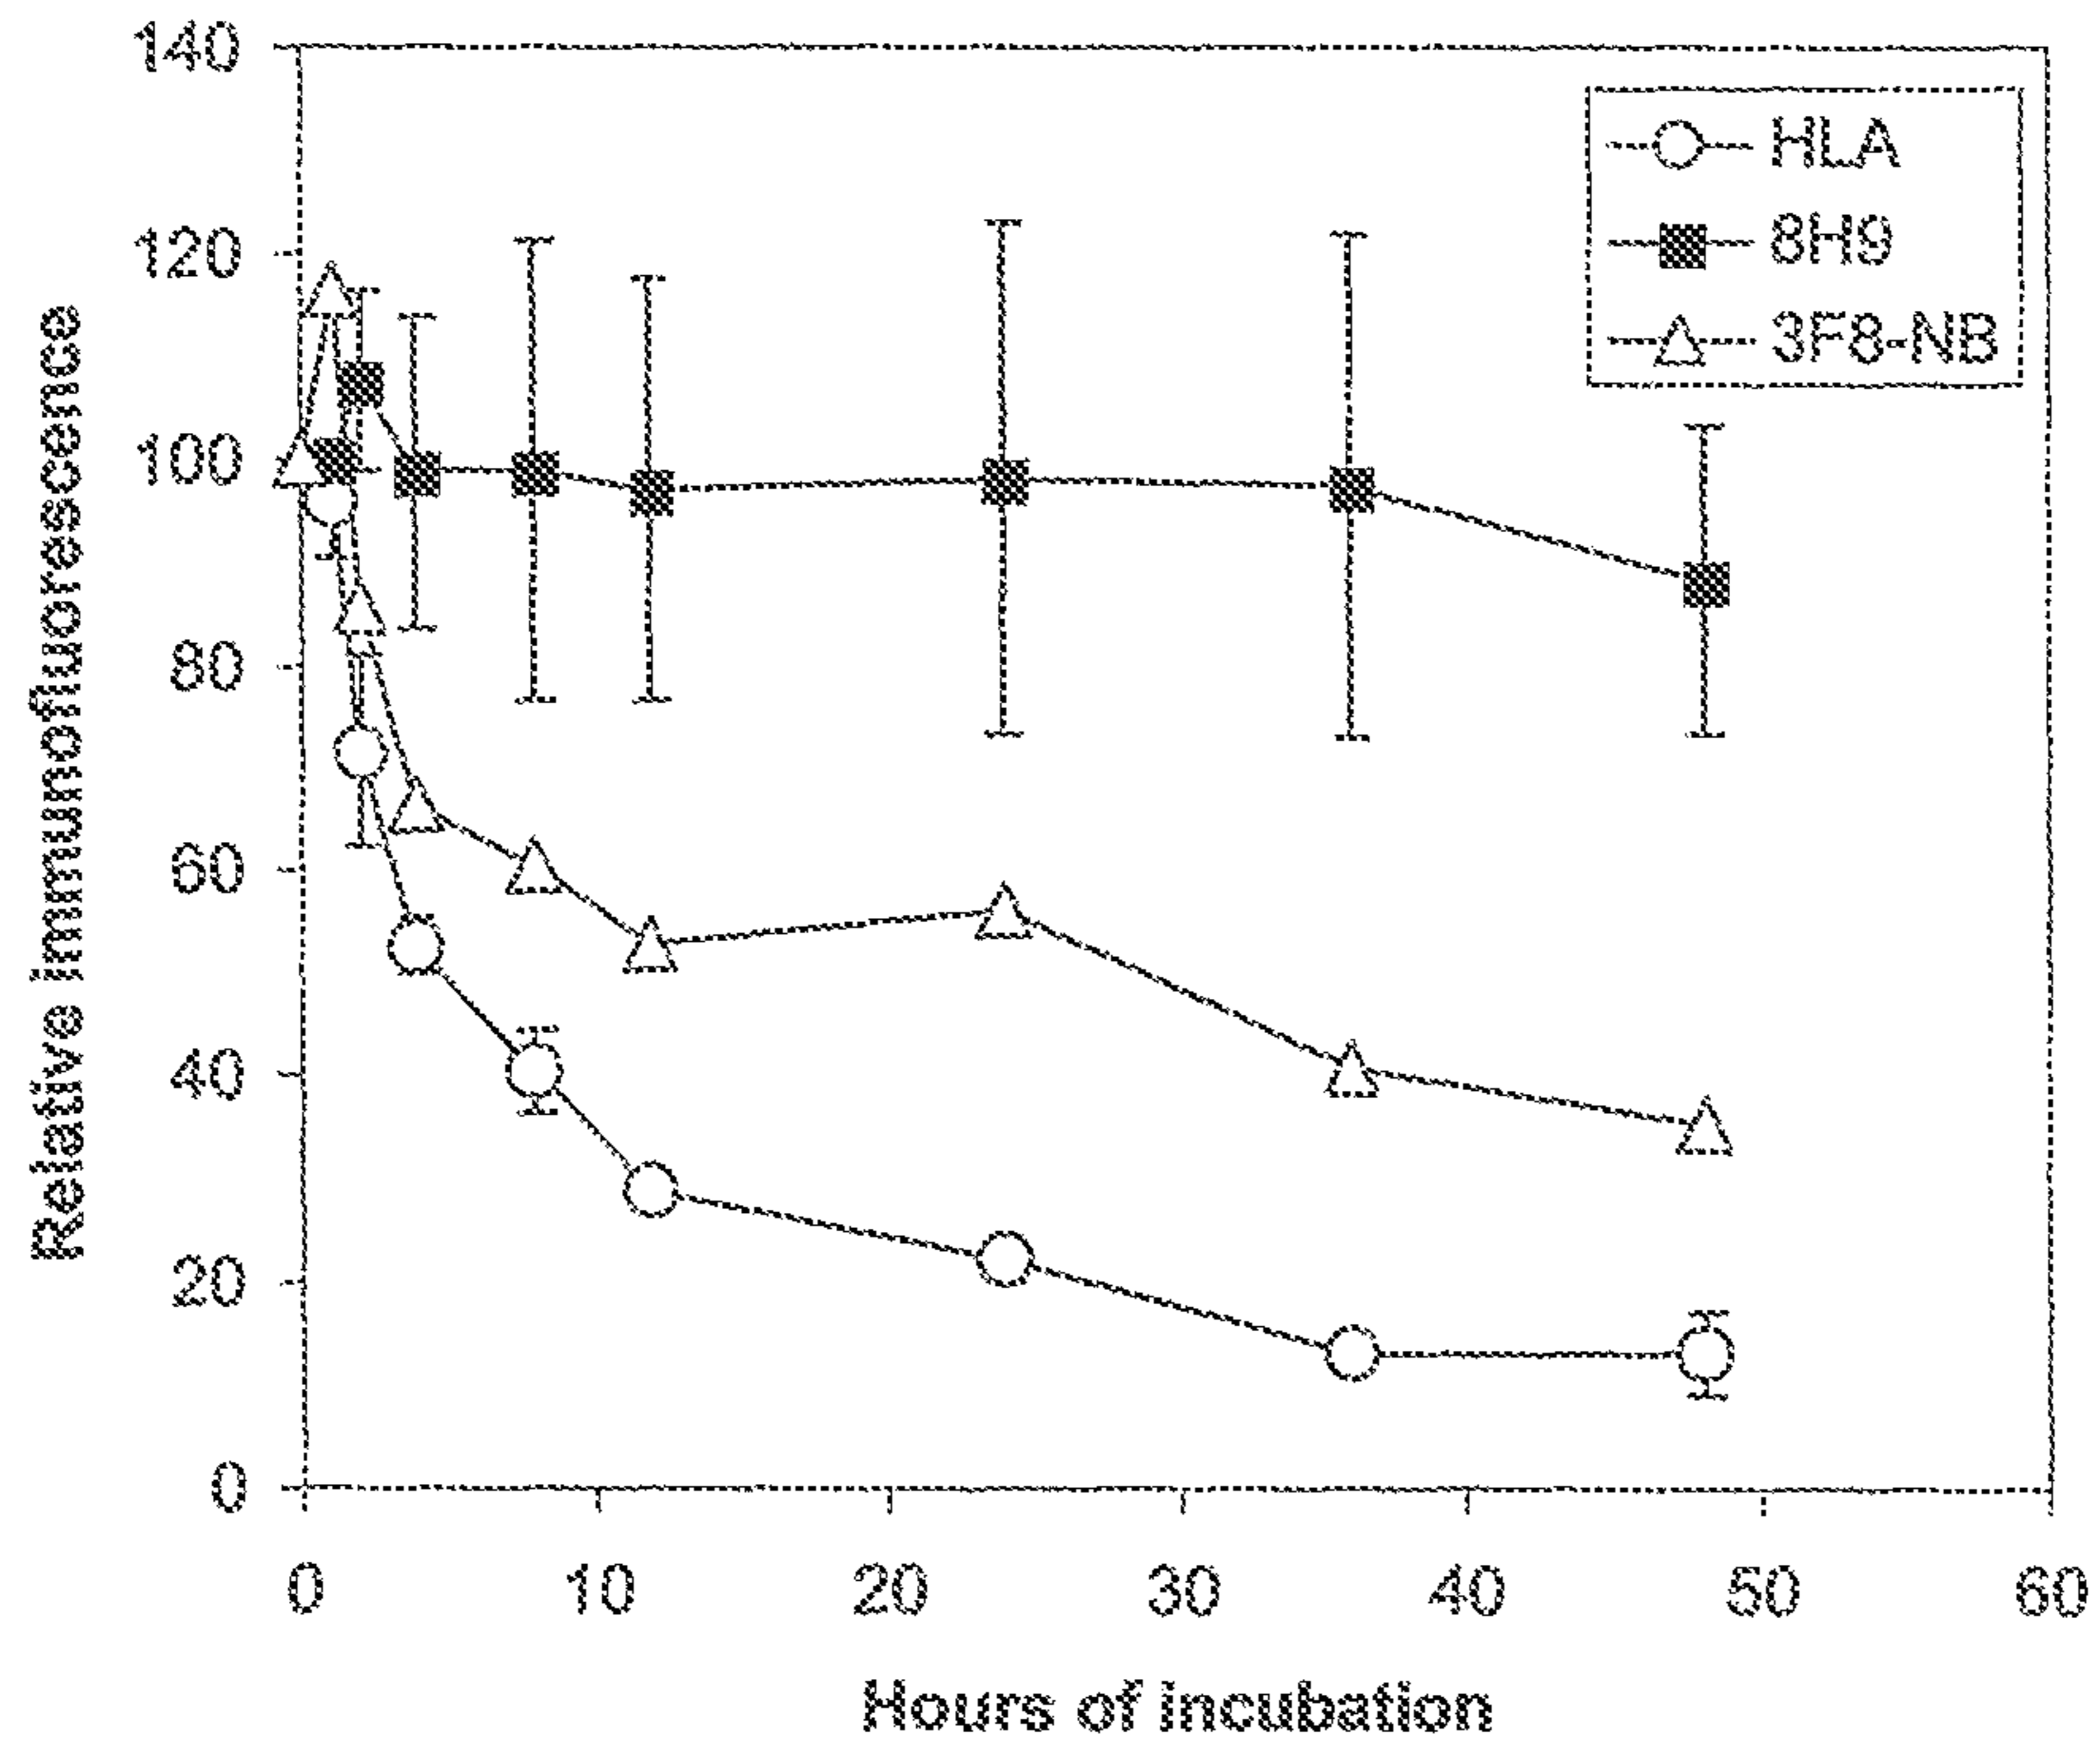 140
120
100
80
60
40
20
0
Relative immunofluorescence
HLA
8H9
3F8-NB
0 10 20 30 40 50 60
Hours of incubation